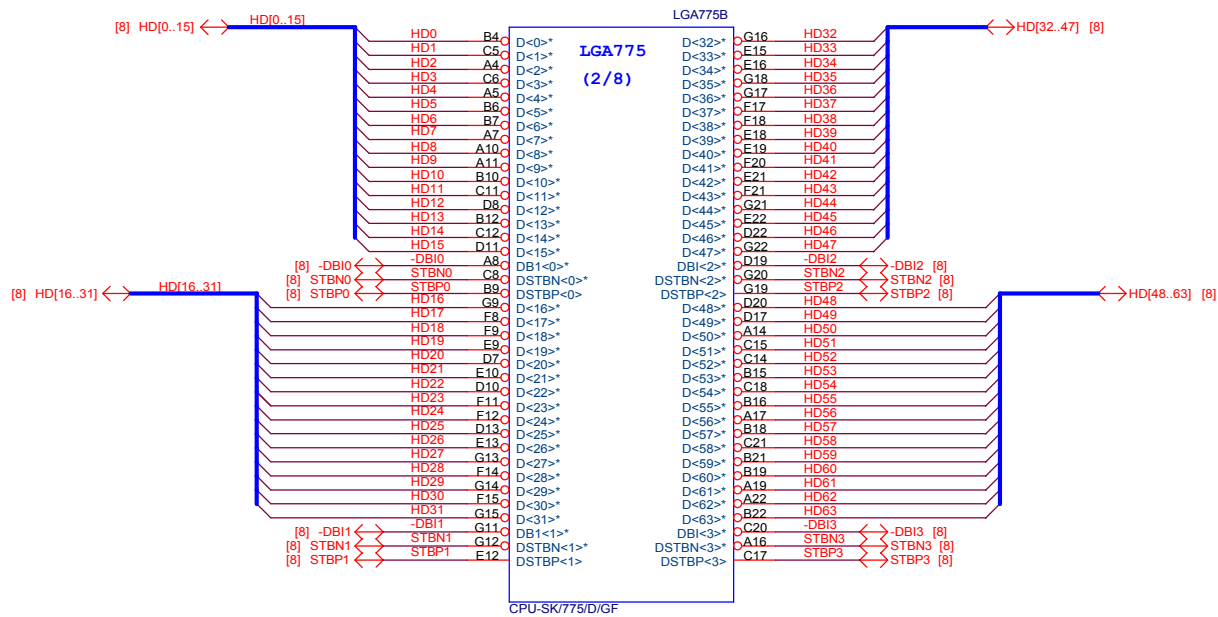 LGA775B
[8] HD[0..15] HD[0..15] HD[32..47] [8]
LGA775
(2/8)
HD0 B4 D<0>* D<32>* G16 HD32
HD1 C5 D<1>* D<33>* E15 HD33
HD2 A4 D<2>* D<34>* E16 HD34
HD3 C6 D<3>* D<35>* G18 HD35
HD4 A5 D<4>* D<36>* G17 HD36
HD5 B6 D<5>* D<37>* F17 HD37
HD6 B7 D<6>* D<38>* F18 HD38
HD7 A7 D<7>* D<39>* E18 HD39
HD8 A10 D<8>* D<40>* E19 HD40
HD9 A11 D<9>* D<41>* F20 HD41
HD10 B10 D<10>* D<42>* E21 HD42
HD11 C11 D<11>* D<43>* F21 HD43
HD12 D8 D<12>* D<44>* G21 HD44
HD13 B12 D<13>* D<45>* E22 HD45
HD14 C12 D<14>* D<46>* D22 HD46
HD15 D11 D<15>* D<47>* G22 HD47
[8] -DBI0 -DBI0 A8 DB1<0>* DBI<2>* D19 -DBI2 -DBI2 [8]
[8] STBN0 STBN0 C8 DSTBN<0>* DSTBN<2>* G20 STBN2 STBN2 [8]
[8] STBP0 STBP0 B9 DSTBP<0> DSTBP<2>* G19 STBP2 STBP2 [8]
[8] HD[16..31] HD[16..31] HD[48..63] [8]
HD16 G9 D<16>* D<48>* D20 HD48
HD17 F8 D<17>* D<49>* D17 HD49
HD18 F9 D<18>* D<50>* A14 HD50
HD19 E9 D<19>* D<51>* C15 HD51
HD20 D7 D<20>* D<52>* C14 HD52
HD21 E10 D<21>* D<53>* B15 HD53
HD22 D10 D<22>* D<54>* C18 HD54
HD23 F11 D<23>* D<55>* B16 HD55
HD24 F12 D<24>* D<56>* A17 HD56
HD25 D13 D<25>* D<57>* B18 HD57
HD26 E13 D<26>* D<58>* C21 HD58
HD27 G13 D<27>* D<59>* B21 HD59
HD28 F14 D<28>* D<60>* B19 HD60
HD29 G14 D<29>* D<61>* A19 HD61
HD30 F15 D<30>* D<62>* A22 HD62
HD31 G15 D<31>* D<63>* B22 HD63
[8] -DBI1 -DBI1 G11 DB1<1>* DBI<3>* C20 -DBI3 -DBI3 [8]
[8] STBN1 STBN1 G12 DSTBN<1>* DSTBN<3>* A16 STBN3 STBN3 [8]
[8] STBP1 STBP1 E12 DSTBP<1> DSTBP<3> C17 STBP3 STBP3 [8]
CPU-SK/775/D/GF